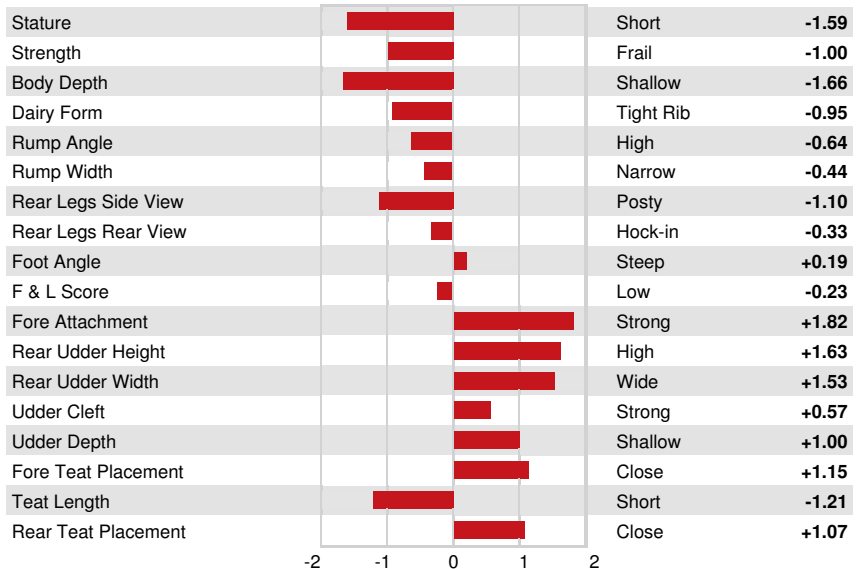 Stature Short -1.59
Strength Frail -1.00
Body Depth Shallow -1.66
Dairy Form Tight Rib -0.95
Rump Angle High -0.64
Rump Width Narrow -0.44
Rear Legs Side View Posty -1.10
Rear Legs Rear View Hock-in -0.33
Foot Angle Steep +0.19
F & L Score Low -0.23
Fore Attachment Strong +1.82
Rear Udder Height High +1.63
Rear Udder Width Wide +1.53
Udder Cleft Strong +0.57
Udder Depth Shallow +1.00
Fore Teat Placement Close +1.15
Teat Length Short -1.21
Rear Teat Placement Close +1.07
-2 -1 0 1 2